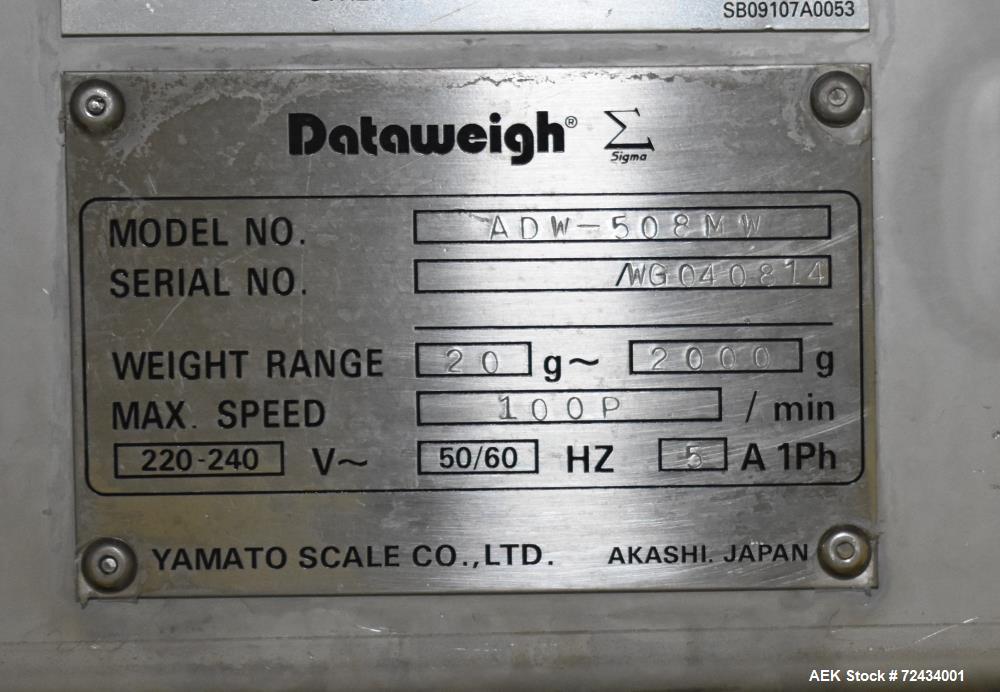 SB09107A0053
Dataweigh® Σ
Sigma
MODEL NO. ADW-508MW
SERIAL NO. /WG040814
WEIGHT RANGE 20 g~ 2000 g
MAX. SPEED 100P / min
220-240 V~ 50/60 HZ 5 A 1Ph
YAMATO SCALE CO.,LTD. AKASHI. JAPAN
AEK Stock # 72434001